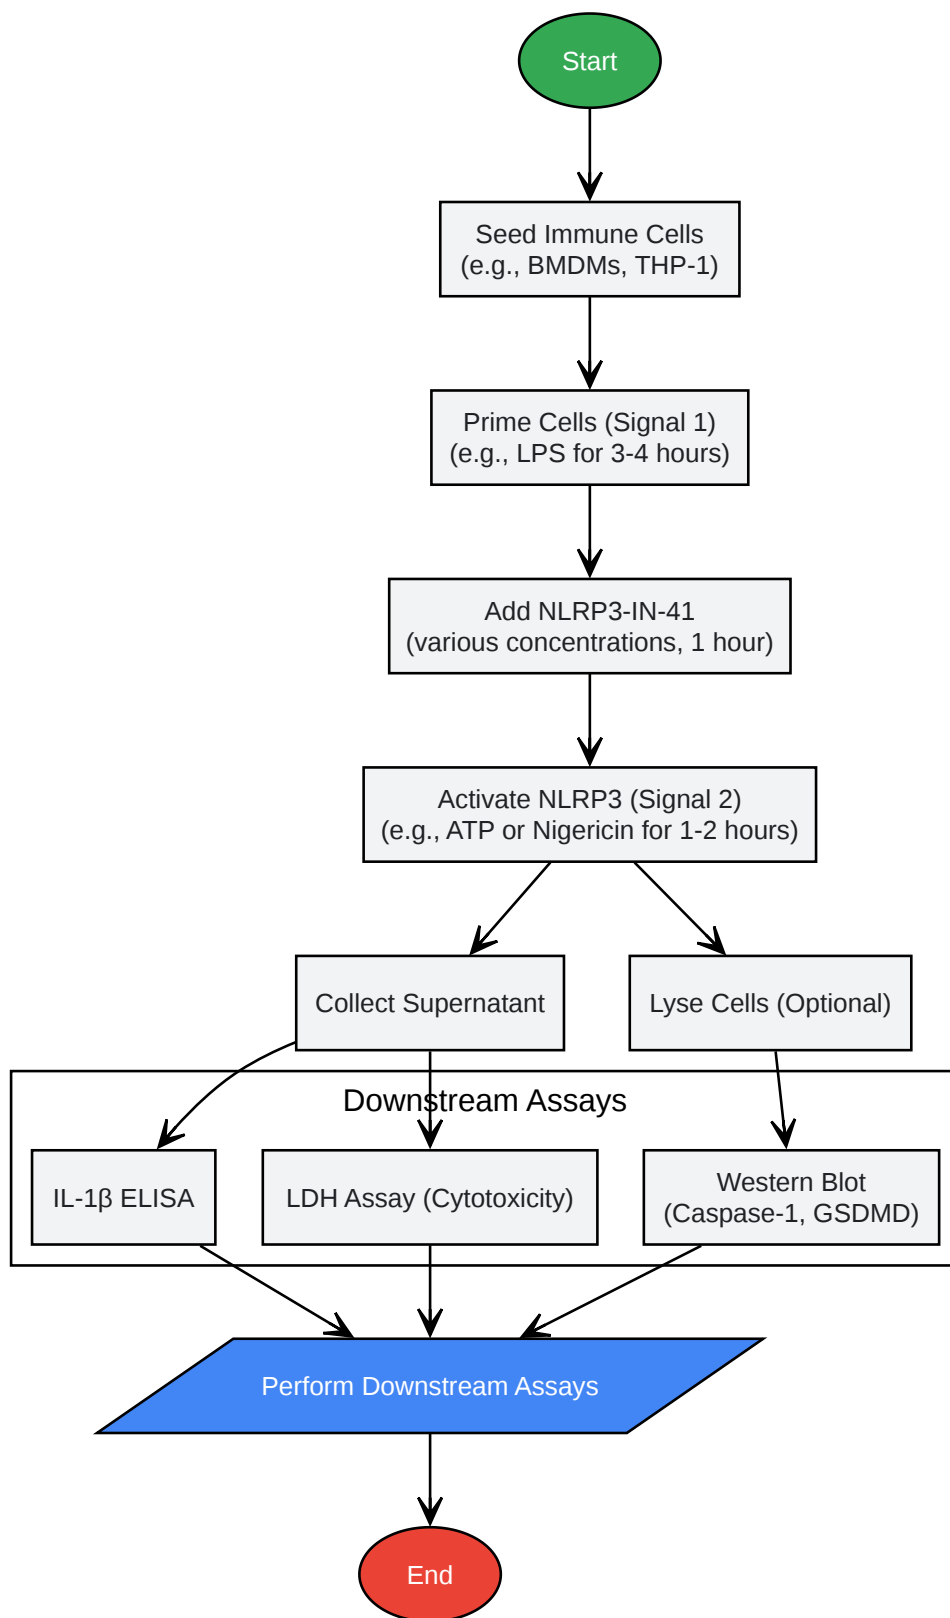 Start
Seed Immune Cells
(e.g., BMDMs, THP-1)
Prime Cells (Signal 1)
(e.g., LPS for 3-4 hours)
Add NLRP3-IN-41
(various concentrations, 1 hour)
Activate NLRP3 (Signal 2)
(e.g., ATP or Nigericin for 1-2 hours)
Collect Supernatant
Lyse Cells (Optional)
Downstream Assays
IL-1β ELISA
LDH Assay (Cytotoxicity)
Western Blot
(Caspase-1, GSDMD)
Perform Downstream Assays
End